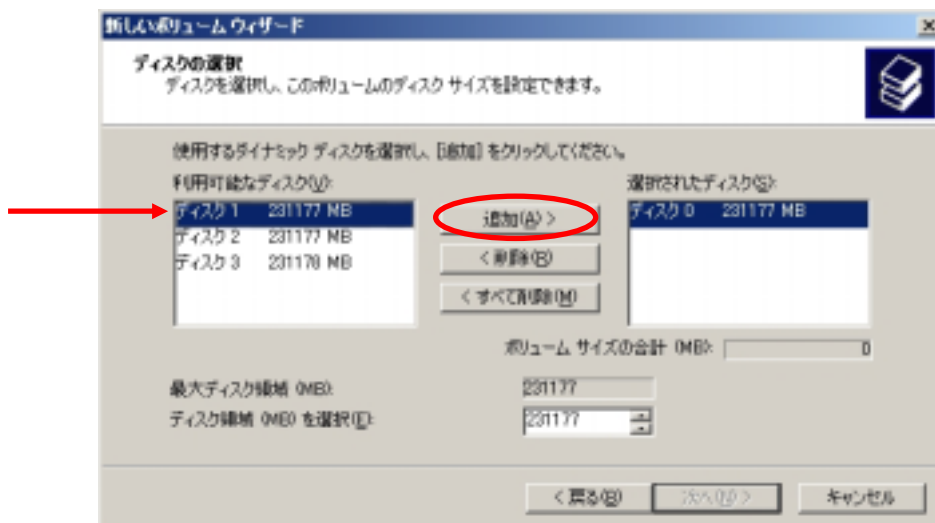 新しいボリューム ウィザード
ディスクの選択
ディスクを選択し、このボリュームのディスク サイズを設定できます。
使用するダイナミック ディスクを選択し、[追加] をクリックしてください。
利用可能なディスク(V):
選択されたディスク(S):
ディスク 1 231177 MB
ディスク 2 231177 MB
ディスク 3 231178 MB
追加(A) >
< 削除(R)
< すべて削除(M)
ディスク 0 231177 MB
ボリューム サイズの合計 (MB): 0
最大ディスク領域 (MB): 231177
ディスク領域 (MB) を選択(E): 231177
< 戻る(B)
次へ(N) >
キャンセル